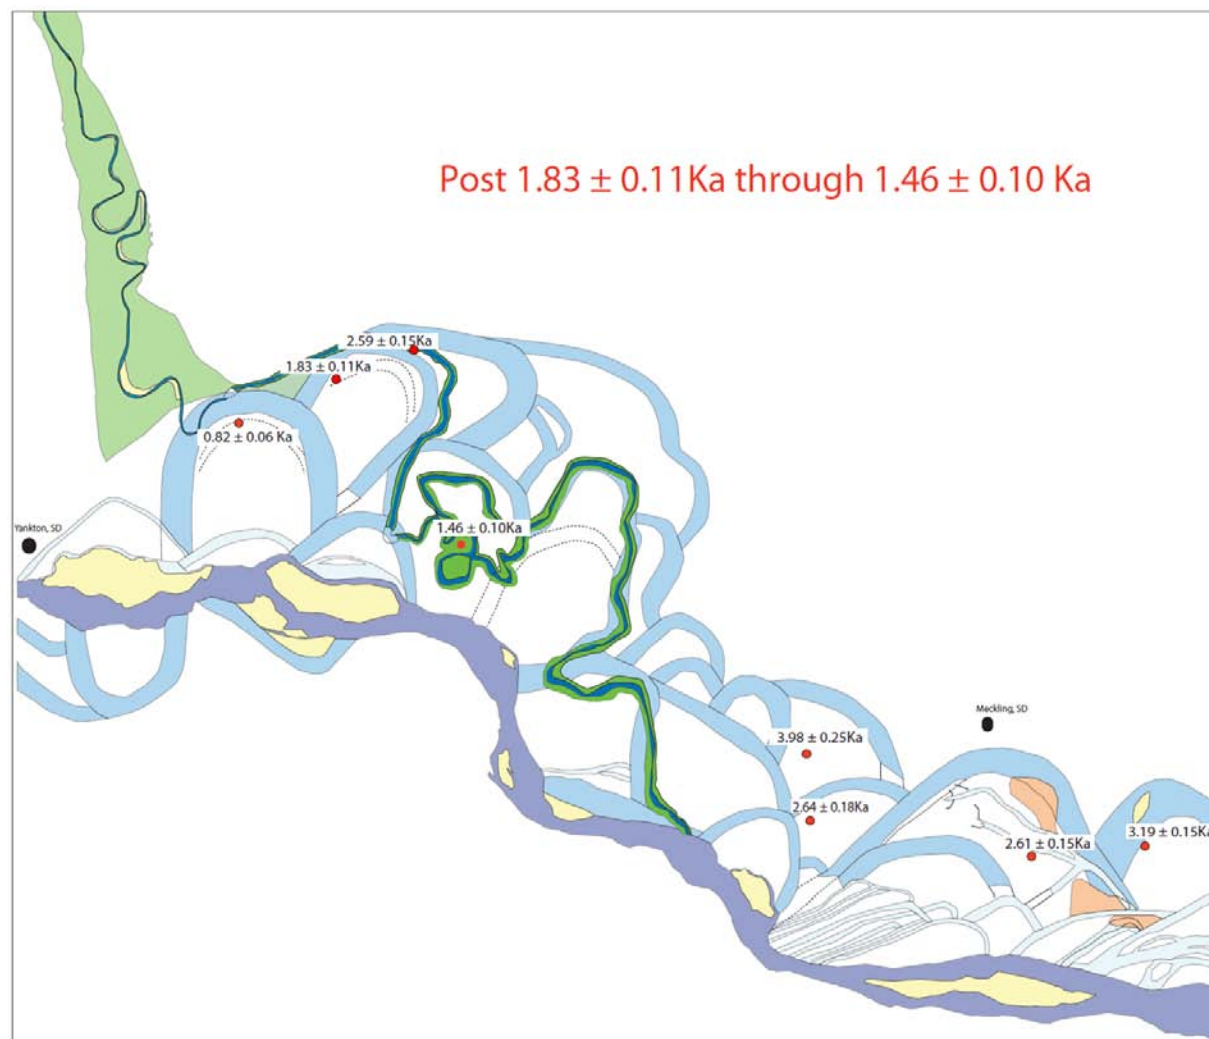 Post 1.83 ± 0.11Ka through 1.46 ± 0.10 Ka
2.59 ± 0.15Ka
1.83 ± 0.11Ka
0.82 ± 0.06 Ka
Yankton, SD
1.46 ± 0.10Ka
Meckling, SD
3.98 ± 0.25Ka
2.64 ± 0.18Ka
2.61 ± 0.15Ka
3.19 ± 0.15Ka